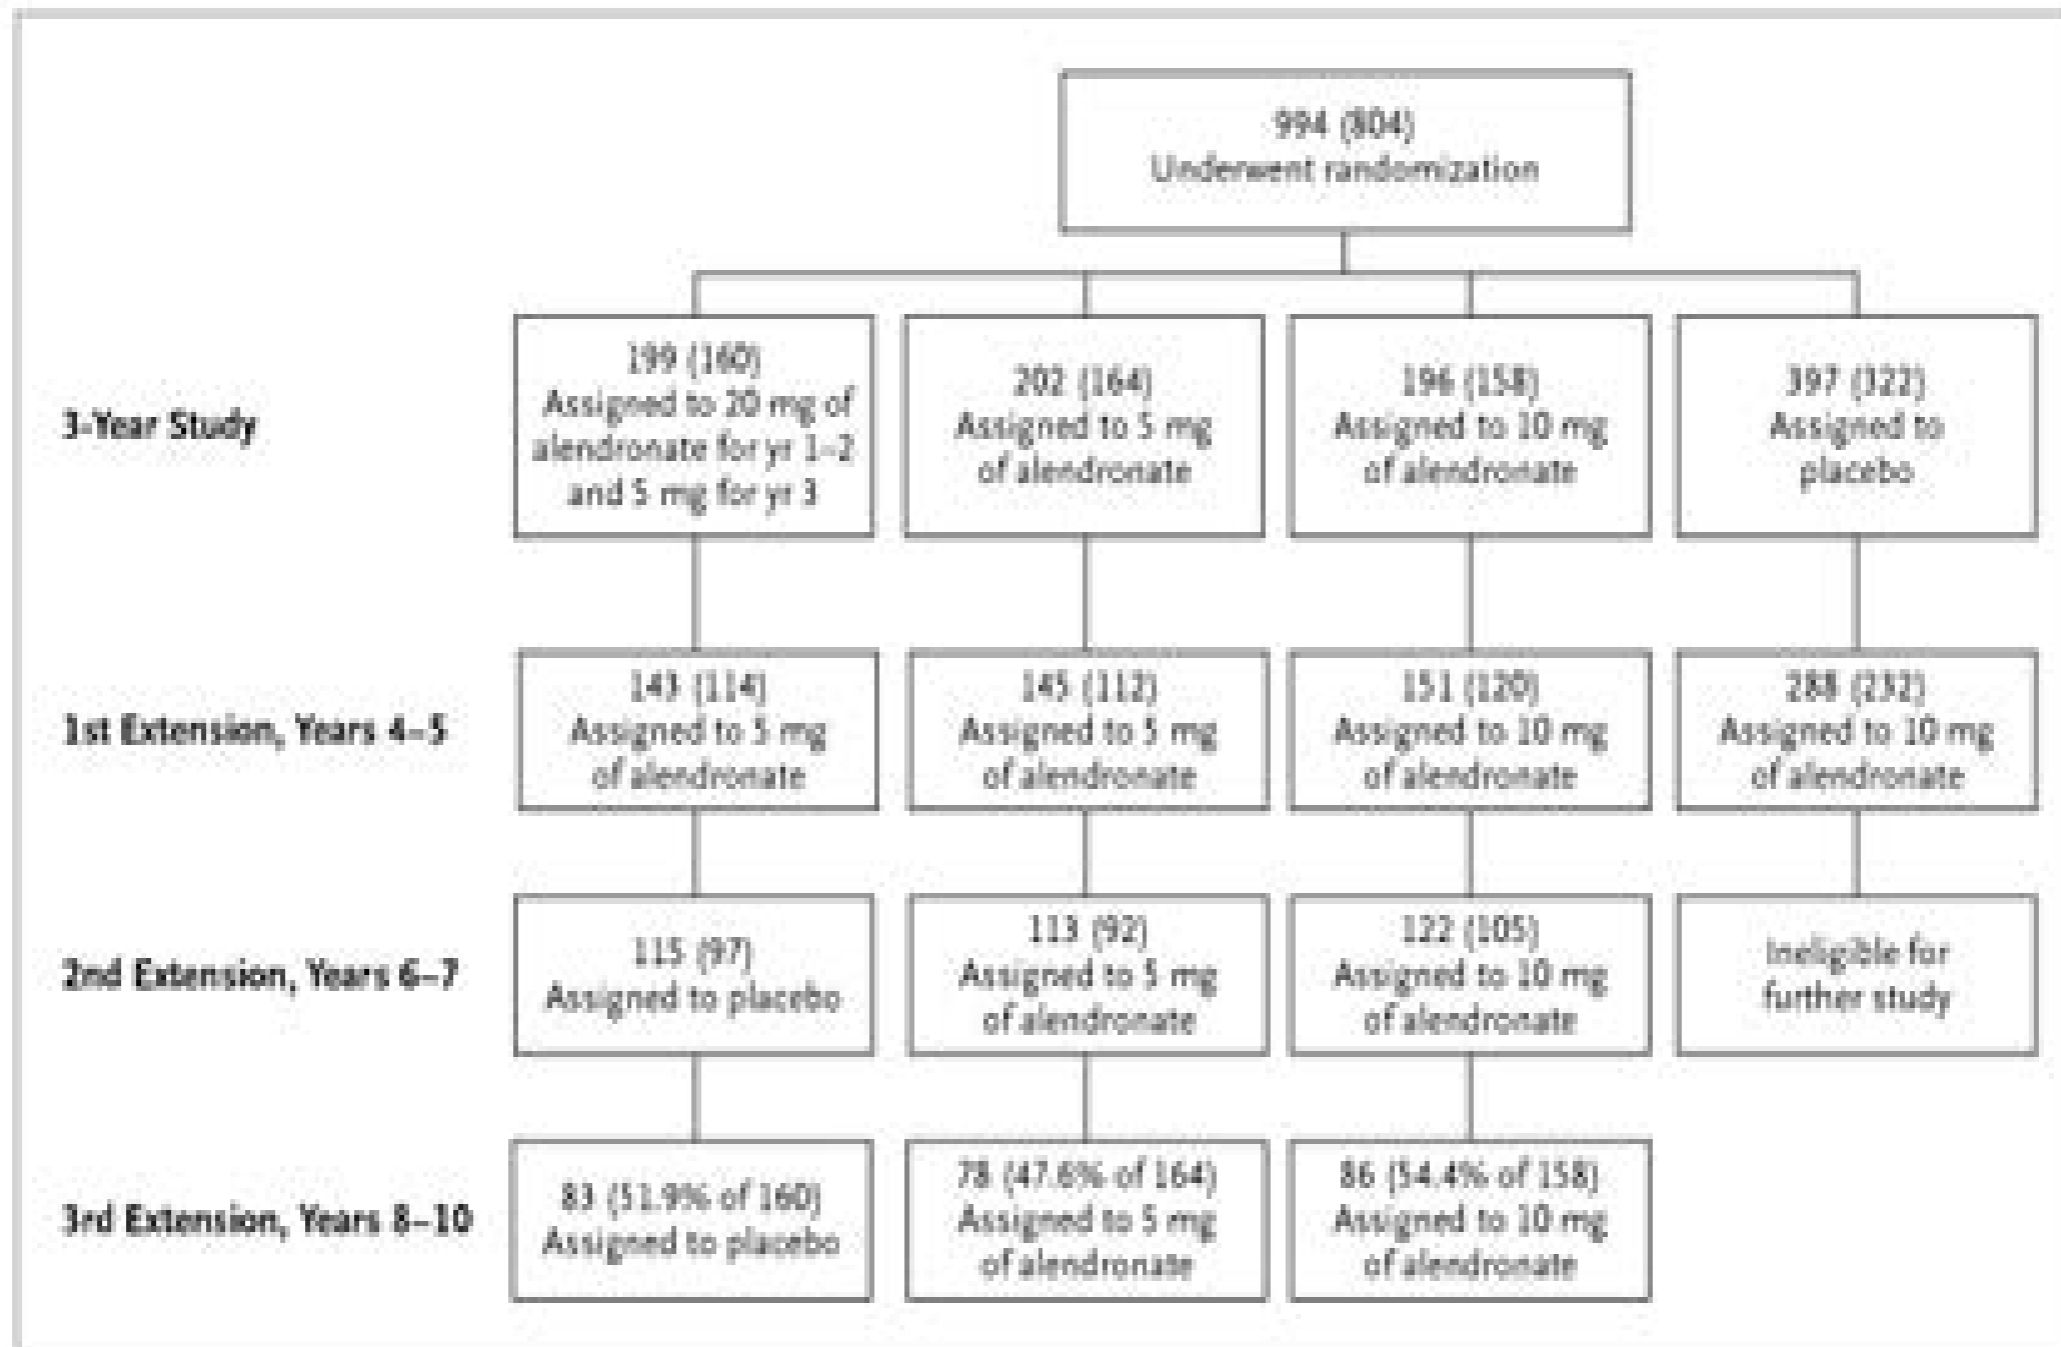 994 (804)
Underwent randomization
3-Year Study
199 (160)
Assigned to 20 mg of
alendronate for yr 1–2
and 5 mg for yr 3
202 (164)
Assigned to 5 mg
of alendronate
196 (158)
Assigned to 10 mg
of alendronate
397 (322)
Assigned to
placebo
1st Extension, Years 4–5
143 (114)
Assigned to 5 mg
of alendronate
145 (112)
Assigned to 5 mg
of alendronate
151 (120)
Assigned to 10 mg
of alendronate
288 (232)
Assigned to 10 mg
of alendronate
2nd Extension, Years 6–7
115 (97)
Assigned to placebo
113 (92)
Assigned to 5 mg
of alendronate
122 (105)
Assigned to 10 mg
of alendronate
Ineligible for
further study
3rd Extension, Years 8–10
83 (51.9% of 160)
Assigned to placebo
78 (47.6% of 164)
Assigned to 5 mg
of alendronate
86 (54.4% of 158)
Assigned to 10 mg
of alendronate